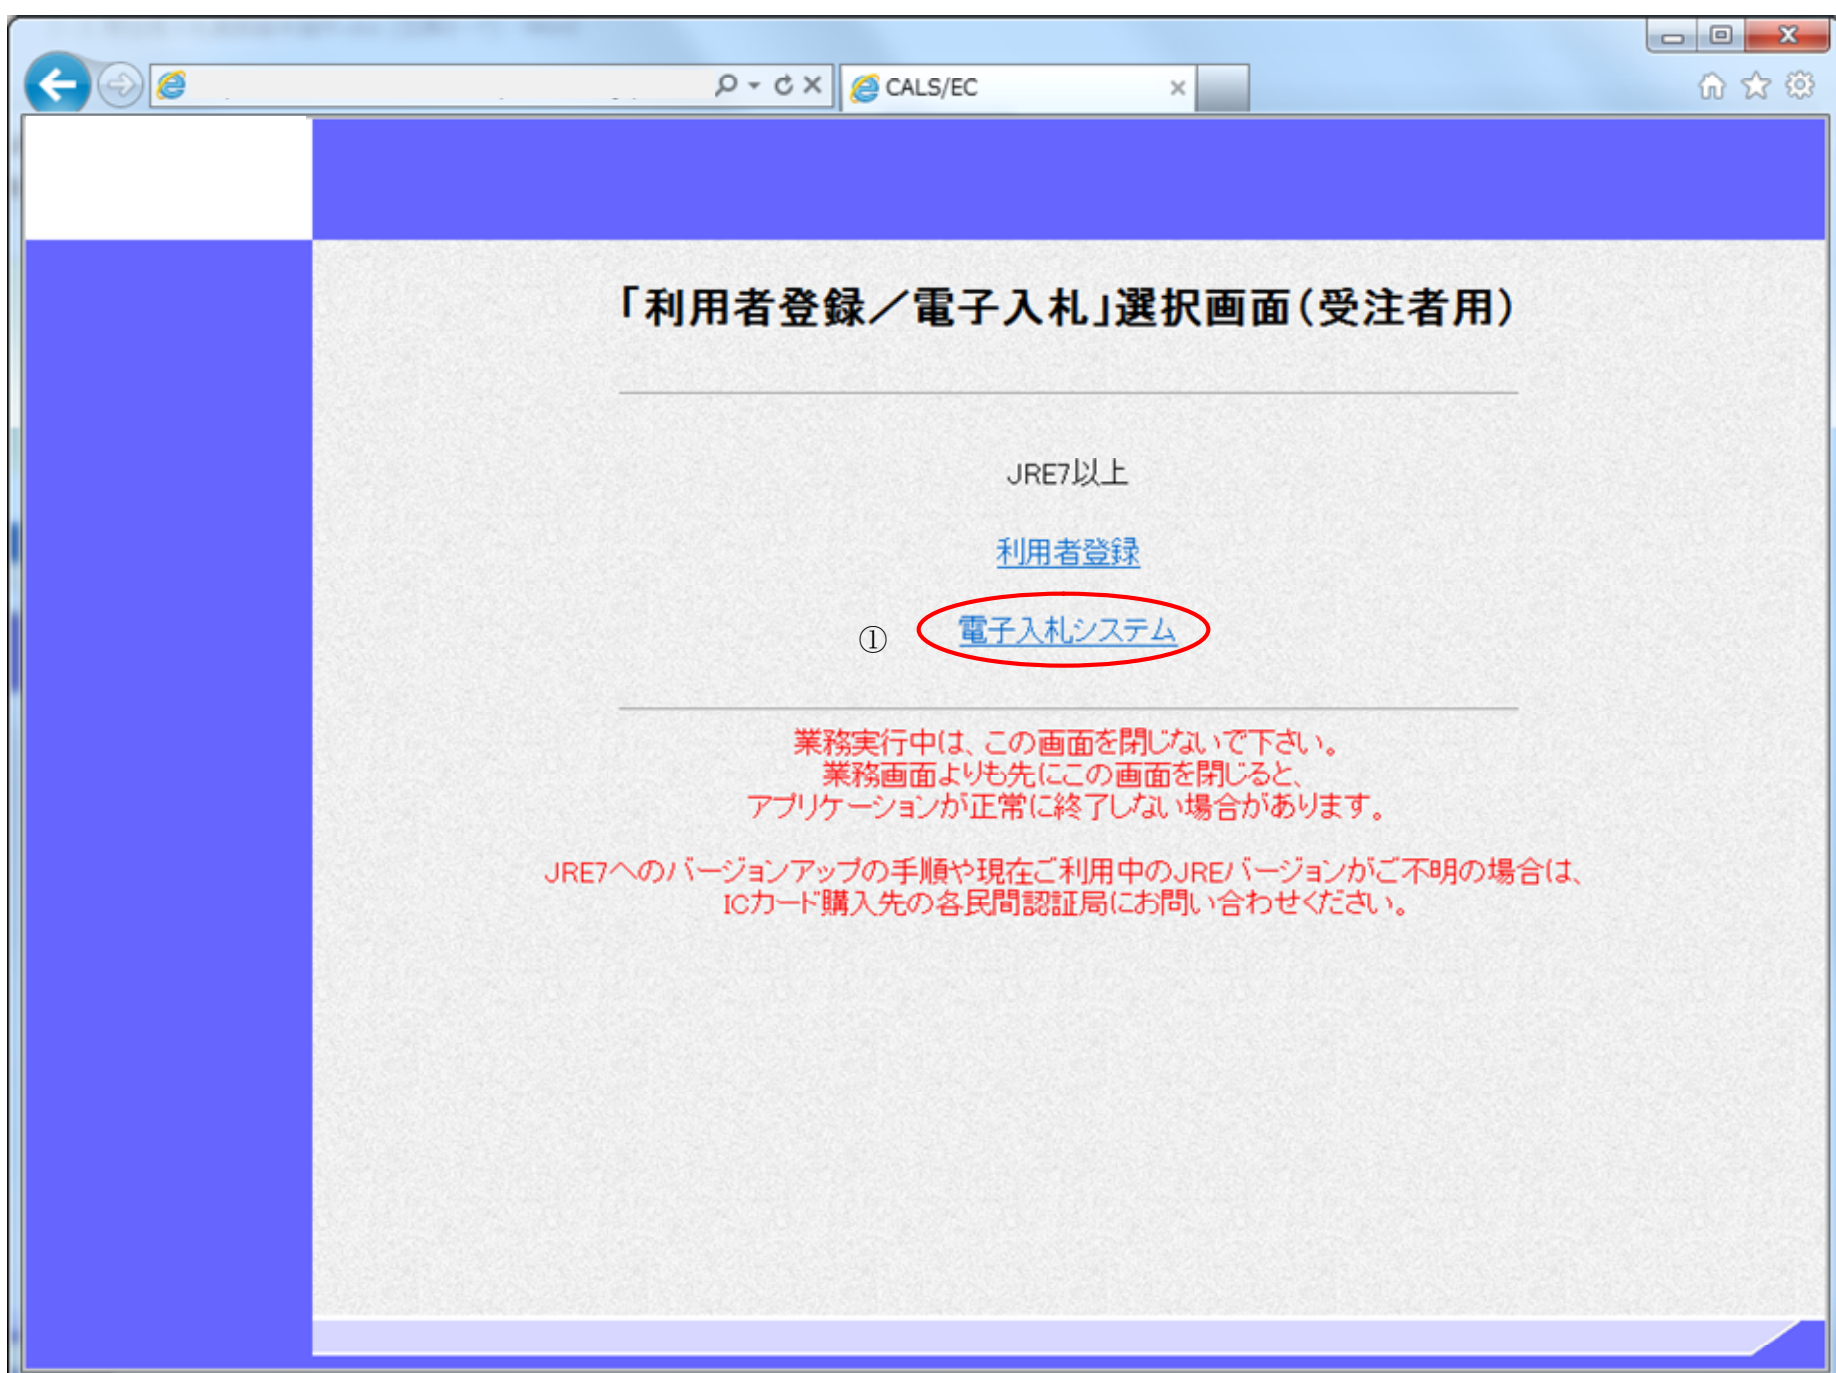 CALS/EC
「利用者登録／電子入札」選択画面(受注者用)
JRE7以上
利用者登録
① 電子入札システム
業務実行中は、この画面を閉じないで下さい。
業務画面よりも先にこの画面を閉じると、
アプリケーションが正常に終了しない場合があります。
JRE7へのバージョンアップの手順や現在ご利用中のJREバージョンがご不明の場合は、
ICカード購入先の各民間認証局にお問い合わせください。